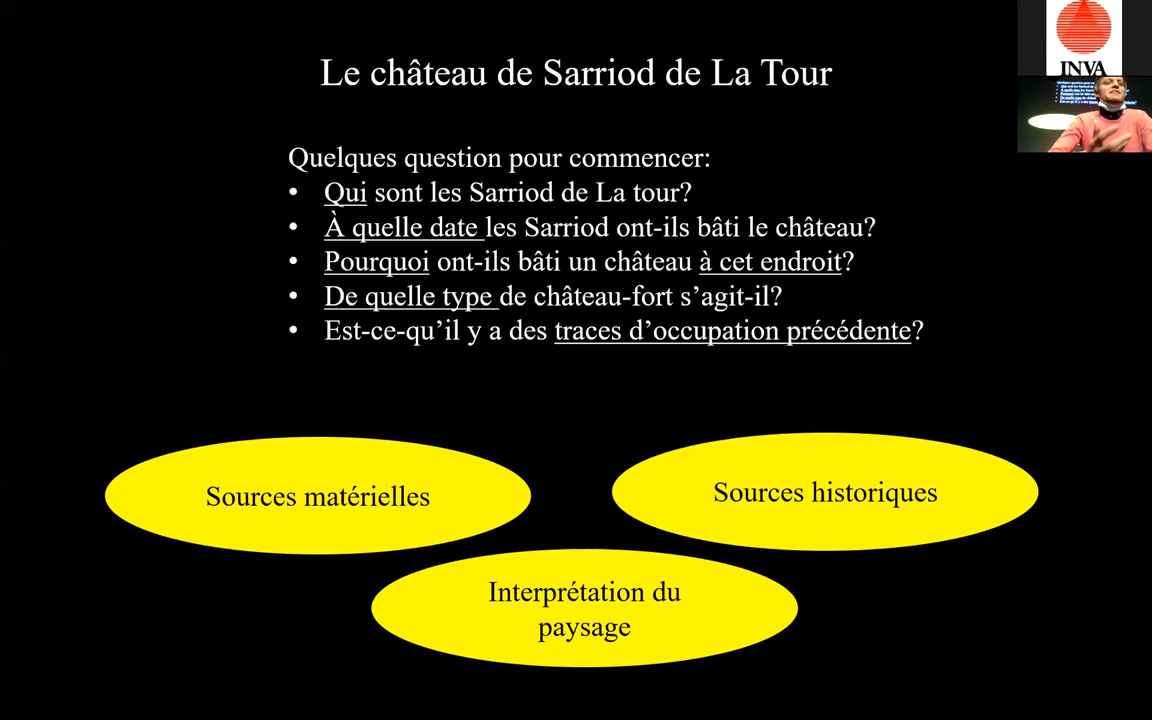 Le château de Sarriod de La Tour
Quelques question pour commencer:
• Qui sont les Sarriod de La tour?
• À quelle date les Sarriod ont-ils bâti le château?
• Pourquoi ont-ils bâti un château à cet endroit?
• De quelle type de château-fort s’agit-il?
• Est-ce-qu’il y a des traces d’occupation précédente?
Sources matérielles
Sources historiques
Interprétation du
paysage
INVA